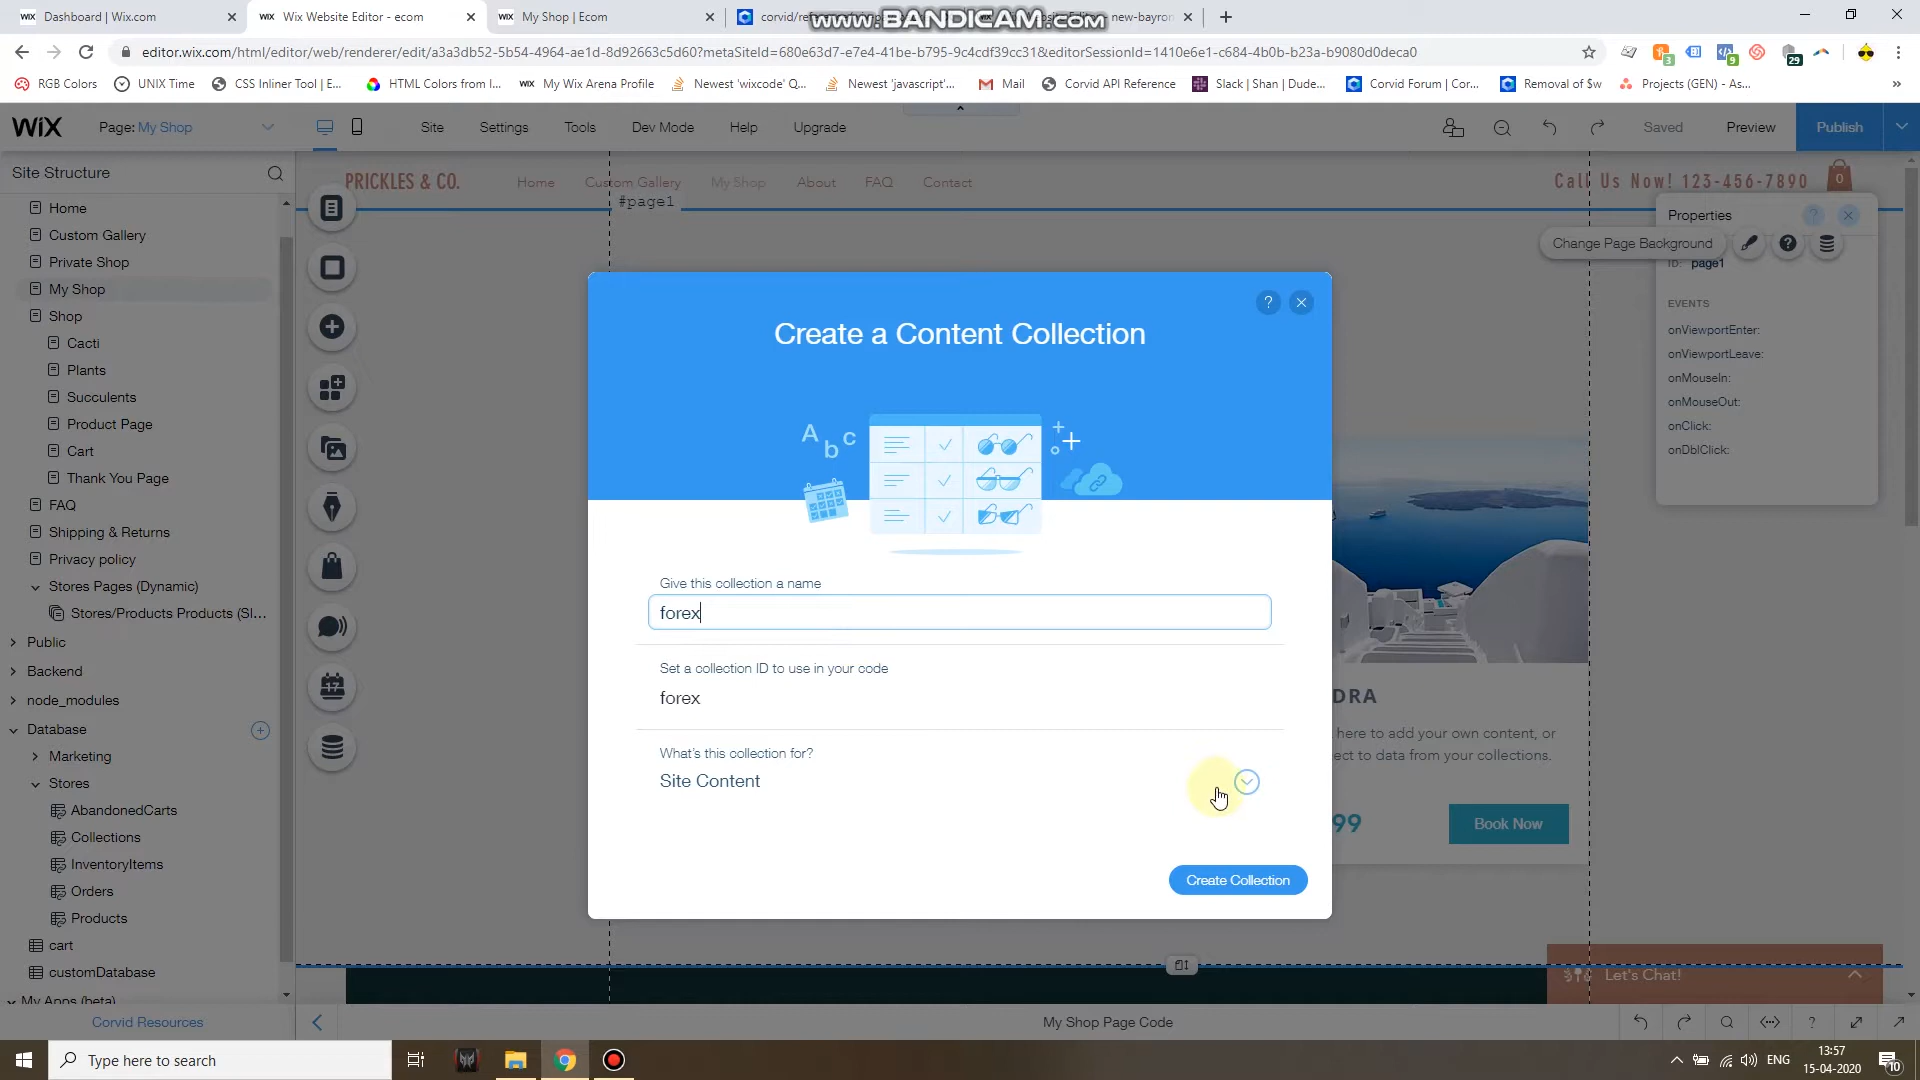 Dashboard | Wix.com
Wix Website Editor - ecom
My Shop | Ecom
www.BANDICAM.com
editor.wix.com/html/editor/web/renderer/edit/a3a3db52-5b54-4964-ae1d-8d92663c5d60?metaSiteId=680e63d7-e7e4-41be-b795-9c4cdf39cc31&editorSessionId=1410e6e1-c684-4b0b-b23a-b9080d0deca0
RGB Colors
UNIX Time
CSS Inliner Tool | E...
HTML Colors from I...
My Wix Arena Profile
Newest 'wixcode' Q...
Newest 'javascript'...
Mail
Corvid API Reference
Slack | Shan | Dude...
Corvid Forum | Cor...
Removal of $w
Projects (GEN) - As...
WiX
Page: My Shop
Site
Settings
Tools
Dev Mode
Help
Upgrade
Saved
Preview
Publish
Site Structure
Home
Custom Gallery
Private Shop
My Shop
Shop
Cacti
Plants
Succulents
Product Page
Cart
Thank You Page
FAQ
Shipping & Returns
Privacy policy
Stores Pages (Dynamic)
Stores/Products Products (Sl...
Public
Backend
node_modules
Database
Marketing
Stores
AbandonedCarts
Collections
InventoryItems
Orders
Products
cart
customDatabase
My Apps (beta)
Corvid Resources
PRICKLES & CO.
Home
Custom Gallery
My Shop
About
FAQ
Contact
Call Us Now! 123-456-7890
0
#page1
Properties
Change Page Background
ID: page1
EVENTS
onViewportEnter:
onViewportLeave:
onMouseIn:
onMouseOut:
onClick:
onDblClick:
Create a Content Collection
A b c
Give this collection a name
forex
Set a collection ID to use in your code
forex
What's this collection for?
Site Content
Create Collection
DRA
here to add your own content, or
ect to data from your collections.
99
Book Now
Let's Chat!
My Shop Page Code
Type here to search
ENG
13:57
15-04-2020
10